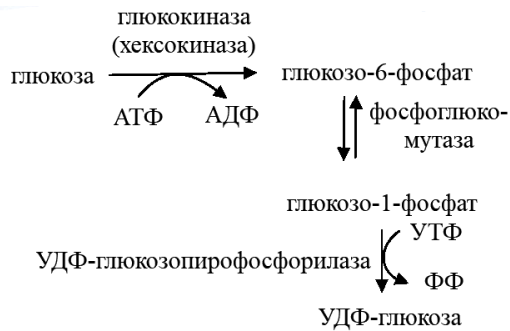 глюкокиназа
(хексокиназа)
глюкоза
глюкозо-6-фосфат
АТФ
АДФ
фосфоглюко-
мутаза
глюкозо-1-фосфат
УТФ
УДФ-глюкозопирофосфорилаза
ФФ
УДФ-глюкоза